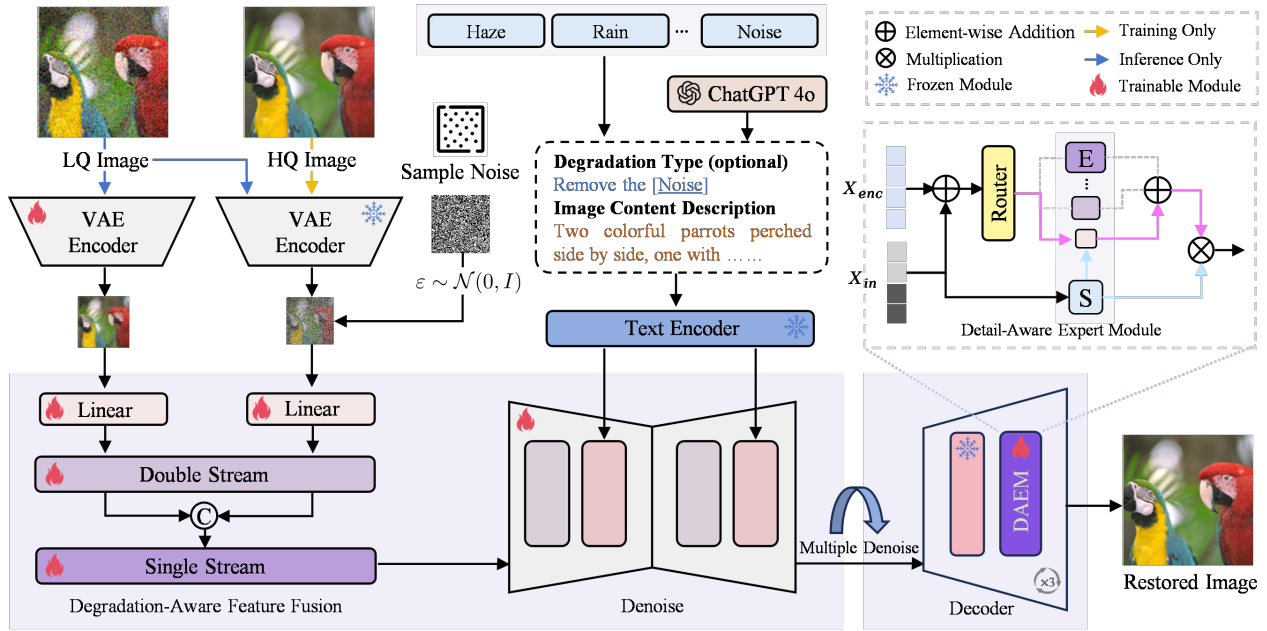 Haze
Rain
...
Noise
ChatGPT 4o
Element-wise Addition
Multiplication
Frozen Module
Training Only
Inference Only
Trainable Module
LQ Image
HQ Image
Sample Noise
Degradation Type (optional)
Remove the [Noise]
Image Content Description
Two colorful parrots perched
side by side, one with ... ...
VAE
Encoder
VAE
Encoder
ε ~ 𝒩(0, I)
Text Encoder
X_enc
X_in
Router
E
...
S
Detail-Aware Expert Module
Linear
Linear
Double Stream
C
Single Stream
Degradation-Aware Feature Fusion
Denoise
Multiple Denoise
DAEM
×3
Decoder
Restored Image